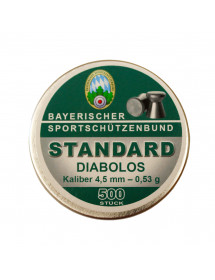 BAYERISCHER
SPORTSCHÜTZENBUND
STANDARD
DIABOLOS
Kaliber 4,5 mm – 0,53 g
500
STÜCK